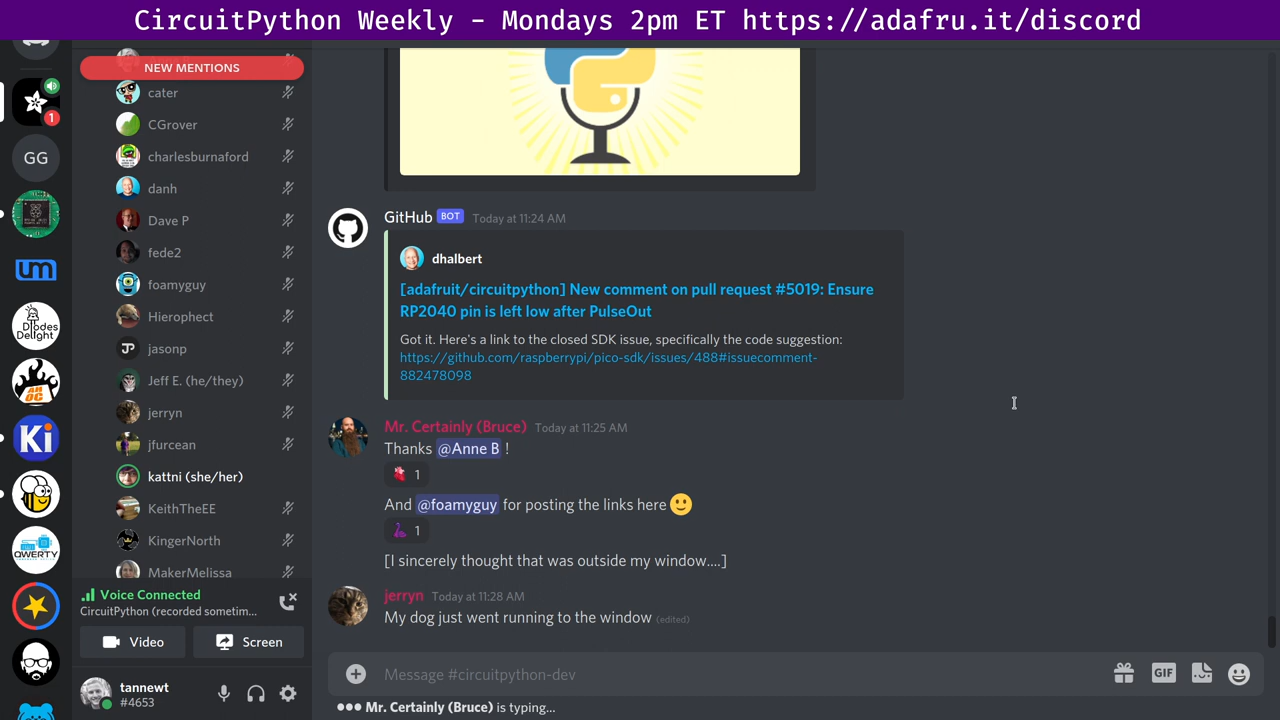 CircuitPython Weekly - Mondays 2pm ET https://adafru.it/discord
NEW MENTIONS
cater
CGrover
charlesburnaford
danh
Dave P
fede2
foamyguy
Hierophect
jasonp
Jeff E. (he/they)
jerryn
jfurcean
kattni (she/her)
KeithTheEE
KingerNorth
MakerMelissa
Voice Connected
CircuitPython (recorded sometim...
Video
Screen
tannewt
#4653
1
GG
um
Diodes
Delight
AHOC
Ki
QWERTY
GitHub BOT Today at 11:24 AM
dhalbert
[adafruit/circuitpython] New comment on pull request #5019: Ensure
RP2040 pin is left low after PulseOut
Got it. Here's a link to the closed SDK issue, specifically the code suggestion:
https://github.com/raspberrypi/pico-sdk/issues/488#issuecomment-
882478098
Mr. Certainly (Bruce) Today at 11:25 AM
Thanks @Anne B !
1
And @foamyguy for posting the links here
1
[I sincerely thought that was outside my window....]
jerryn Today at 11:28 AM
My dog just went running to the window (edited)
Message #circuitpython-dev
GIF
Mr. Certainly (Bruce) is typing...